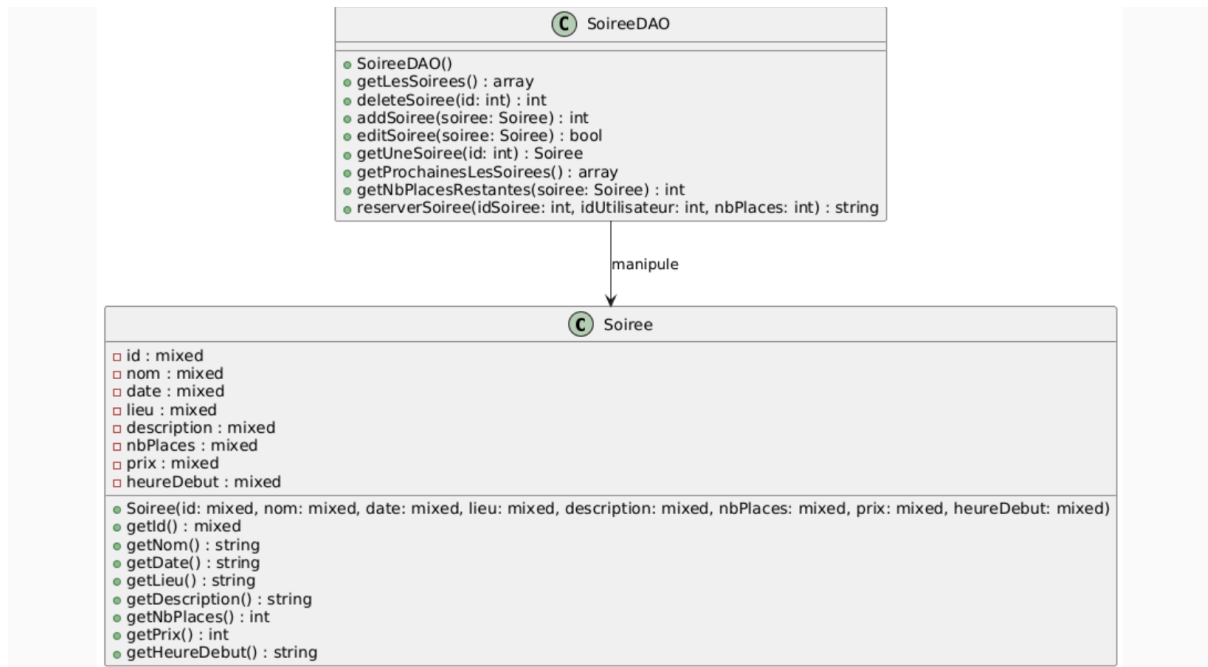 C SoireeDAO
SoireeDAO()
getLesSoirees() : array
deleteSoiree(id: int) : int
addSoiree(soiree: Soiree) : int
editSoiree(soiree: Soiree) : bool
getUneSoiree(id: int) : Soiree
getProchainesLesSoirees() : array
getNbPlacesRestantes(soiree: Soiree) : int
reserverSoiree(idSoiree: int, idUtilisateur: int, nbPlaces: int) : string
manipule
C Soiree
id : mixed
nom : mixed
date : mixed
lieu : mixed
description : mixed
nbPlaces : mixed
prix : mixed
heureDebut : mixed
Soiree(id: mixed, nom: mixed, date: mixed, lieu: mixed, description: mixed, nbPlaces: mixed, prix: mixed, heureDebut: mixed)
getId() : mixed
getNom() : string
getDate() : string
getLieu() : string
getDescription() : string
getNbPlaces() : int
getPrix() : int
getHeureDebut() : string